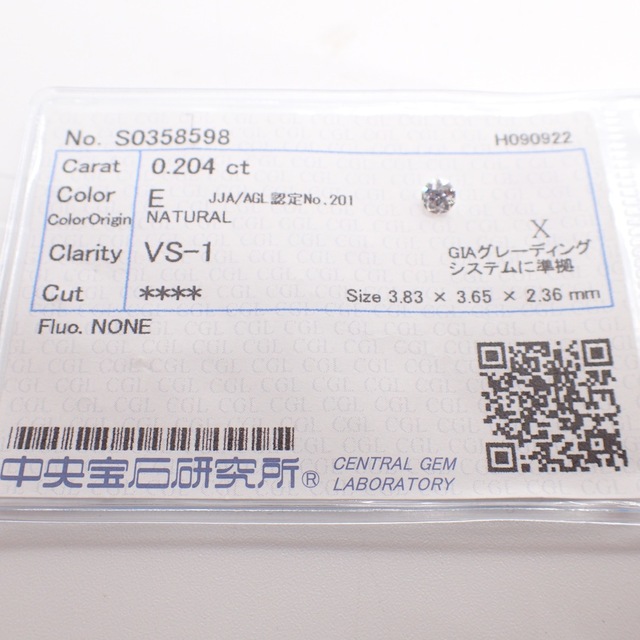 No. S0358598 H090922
Carat 0.204 ct
Color E JJA/AGL認定No.201
ColorOrigin NATURAL
X
Clarity VS-1 GIAグレーディング
システムに準拠
Cut **** Size 3.83 × 3.65 × 2.36 mm
Fluo. NONE
中央宝石研究所® CENTRAL GEM
LABORATORY